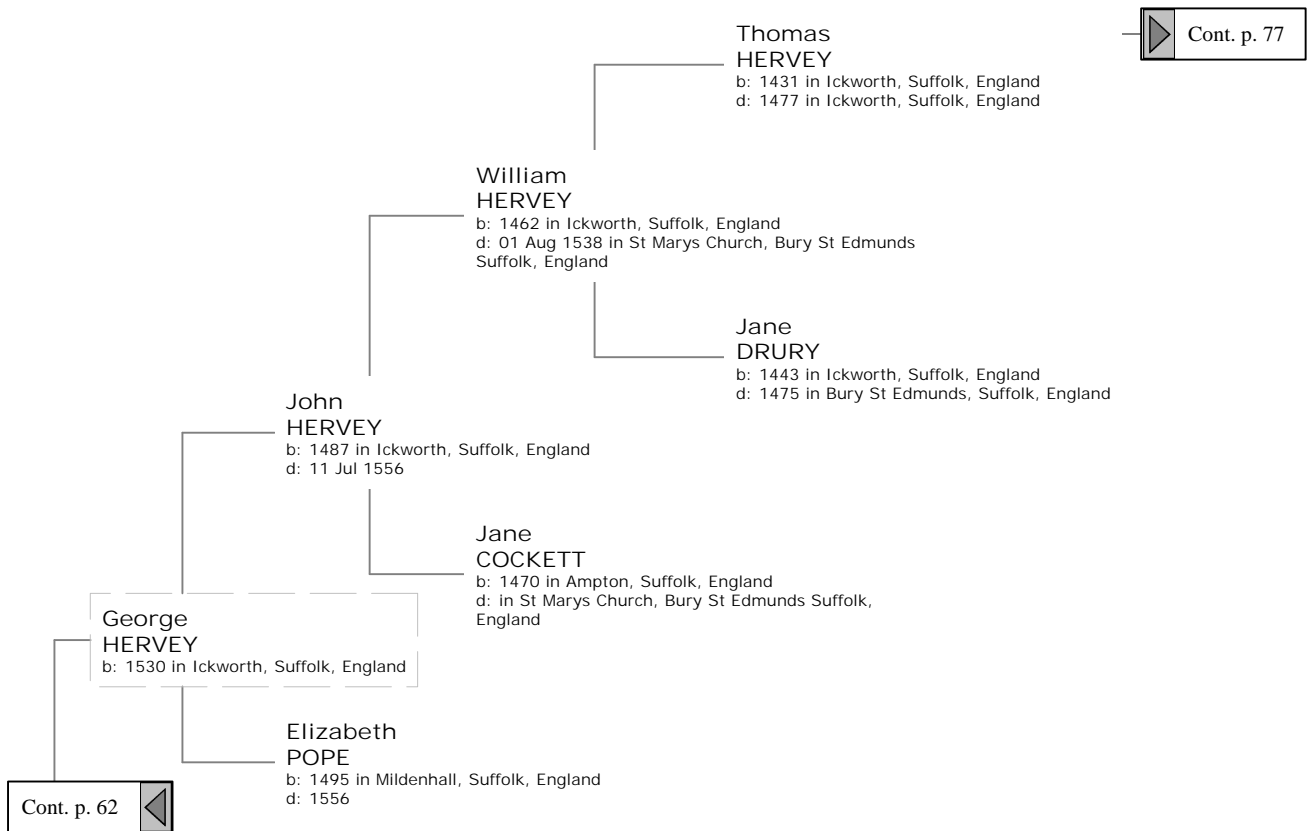 Thomas
HERVEY
b: 1431 in Ickworth, Suffolk, England
d: 1477 in Ickworth, Suffolk, England
Cont. p. 77
William
HERVEY
b: 1462 in Ickworth, Suffolk, England
d: 01 Aug 1538 in St Marys Church, Bury St Edmunds
Suffolk, England
Jane
DRURY
b: 1443 in Ickworth, Suffolk, England
d: 1475 in Bury St Edmunds, Suffolk, England
John
HERVEY
b: 1487 in Ickworth, Suffolk, England
d: 11 Jul 1556
Jane
COCKETT
b: 1470 in Ampton, Suffolk, England
d: in St Marys Church, Bury St Edmunds Suffolk,
England
George
HERVEY
b: 1530 in Ickworth, Suffolk, England
Elizabeth
POPE
b: 1495 in Mildenhall, Suffolk, England
d: 1556
Cont. p. 62